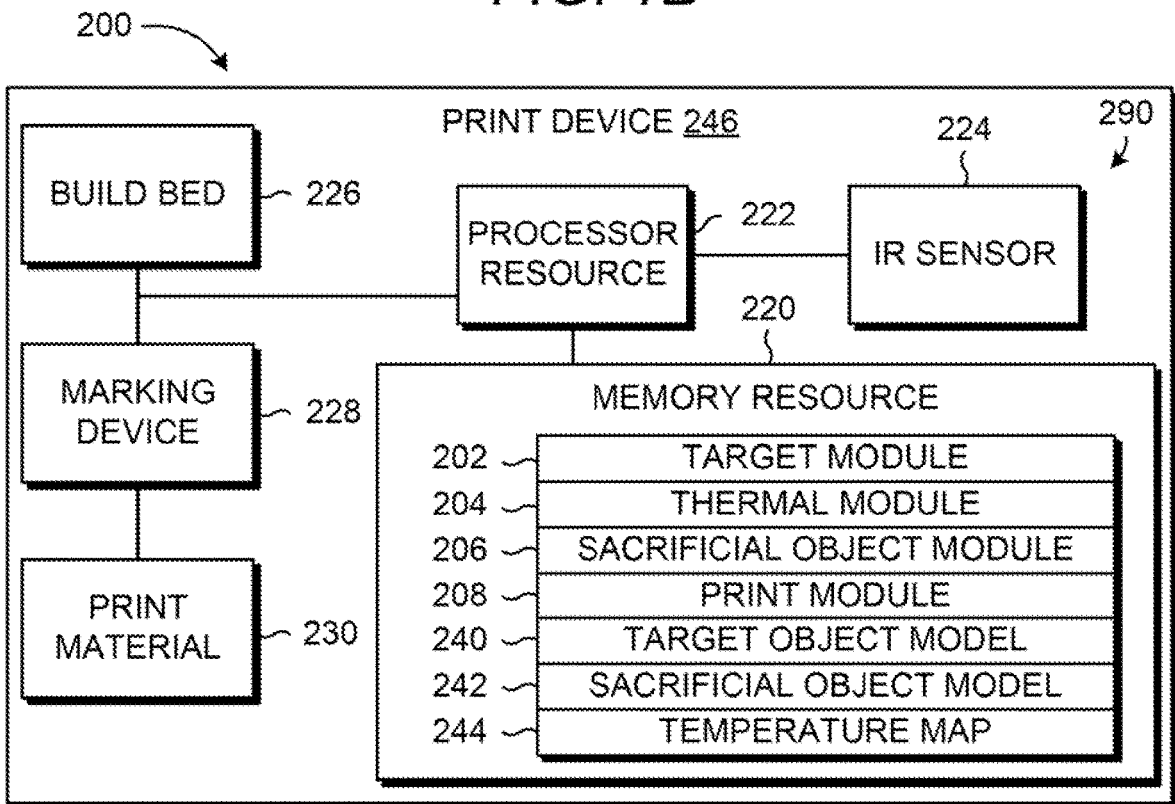 200
PRINT DEVICE 246
290
224
BUILD BED
226
PROCESSOR
RESOURCE
222
IR SENSOR
220
MARKING
DEVICE
228
MEMORY RESOURCE
202 TARGET MODULE
204 THERMAL MODULE
206 SACRIFICIAL OBJECT MODULE
208 PRINT MODULE
240 TARGET OBJECT MODEL
242 SACRIFICIAL OBJECT MODEL
244 TEMPERATURE MAP
PRINT
MATERIAL
230